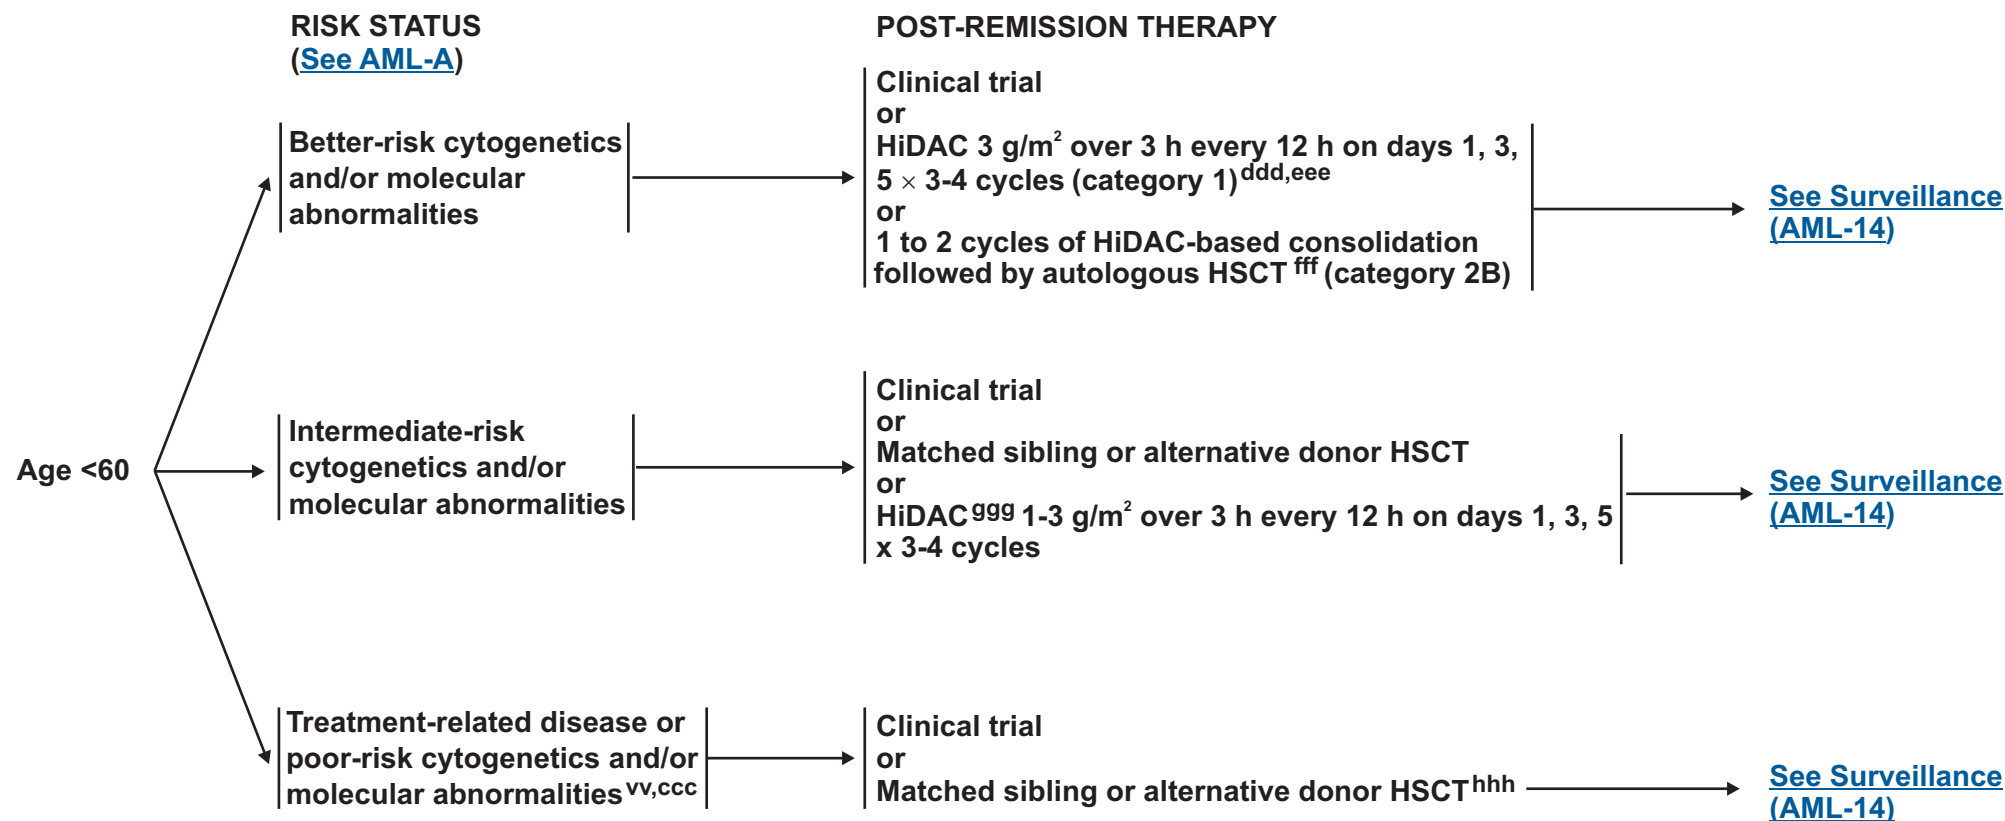 RISK STATUS
(See AML-A)
POST-REMISSION THERAPY
Age <60
Better-risk cytogenetics
and/or molecular
abnormalities
Clinical trial
or
HiDAC 3 g/m² over 3 h every 12 h on days 1, 3,
5 × 3-4 cycles (category 1)ddd,eee
or
1 to 2 cycles of HiDAC-based consolidation
followed by autologous HSCT fff (category 2B)
See Surveillance
(AML-14)
Intermediate-risk
cytogenetics and/or
molecular abnormalities
Clinical trial
or
Matched sibling or alternative donor HSCT
or
HiDACggg 1-3 g/m² over 3 h every 12 h on days 1, 3, 5
x 3-4 cycles
See Surveillance
(AML-14)
Treatment-related disease or
poor-risk cytogenetics and/or
molecular abnormalitiesvv,ccc
Clinical trial
or
Matched sibling or alternative donor HSCThhh
See Surveillance
(AML-14)